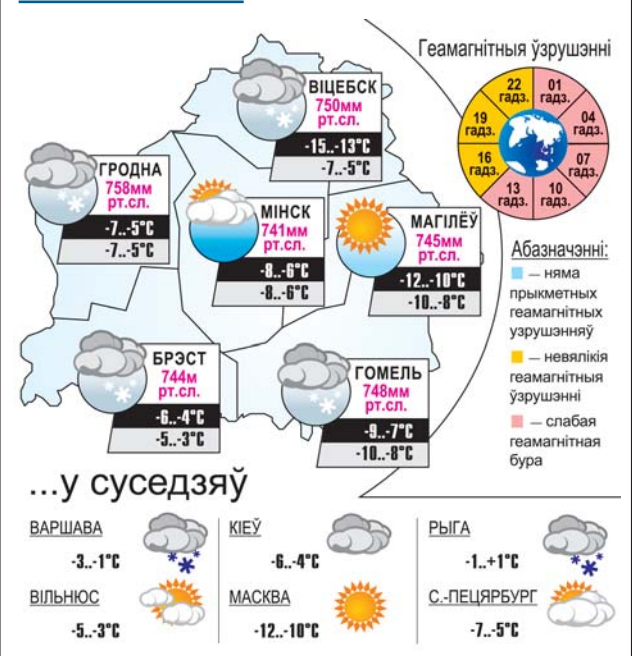 Геамагнітныя ўзрушэнні
22 гадз.
01 гадз.
04 гадз.
07 гадз.
10 гадз.
13 гадз.
16 гадз.
19 гадз.
ВІЦЕБСК
750мм
рт.сл.
-15..-13°С
-7..-5°С
ГРОДНА
758мм
рт.сл.
-7..-5°С
-7..-5°С
МІНСК
741мм
рт.сл.
-8..-6°С
-8..-6°С
МАГІЛЁЎ
745мм
рт.сл.
-12..-10°С
-10..-8°С
БРЭСТ
744м
рт.сл.
-6..-4°С
-5..-3°С
ГОМЕЛЬ
748мм
рт.сл.
-9..-7°С
-10..-8°С
Абазначэнні:
— няма
прыкметных
геамагнітных
узрушэнняў
— невялікія
геамагнітныя
ўзрушэнні
— слабая
геамагнітная
бура
...у суседзяў
ВАРШАВА
-3..-1°С
КІЕЎ
-6..-4°С
РЫГА
-1..+1°С
ВІЛЬНЮС
-5..-3°С
МАСКВА
-12..-10°С
С.-ПЕЦЯРБУРГ
-7..-5°С